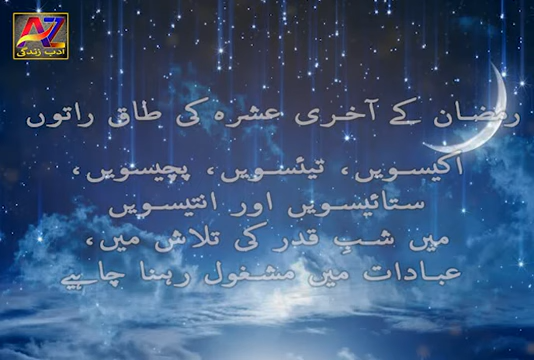 AZ
ادب زندگی
رمضان کے آخری عشرہ کی طاق راتوں
اکیسویں، تیئسویں، پچیسویں،
ستائیسویں اور انتیسویں
میں شبِ قدر کی تلاش میں،
عبادات میں مشغول رہنا چاہیے